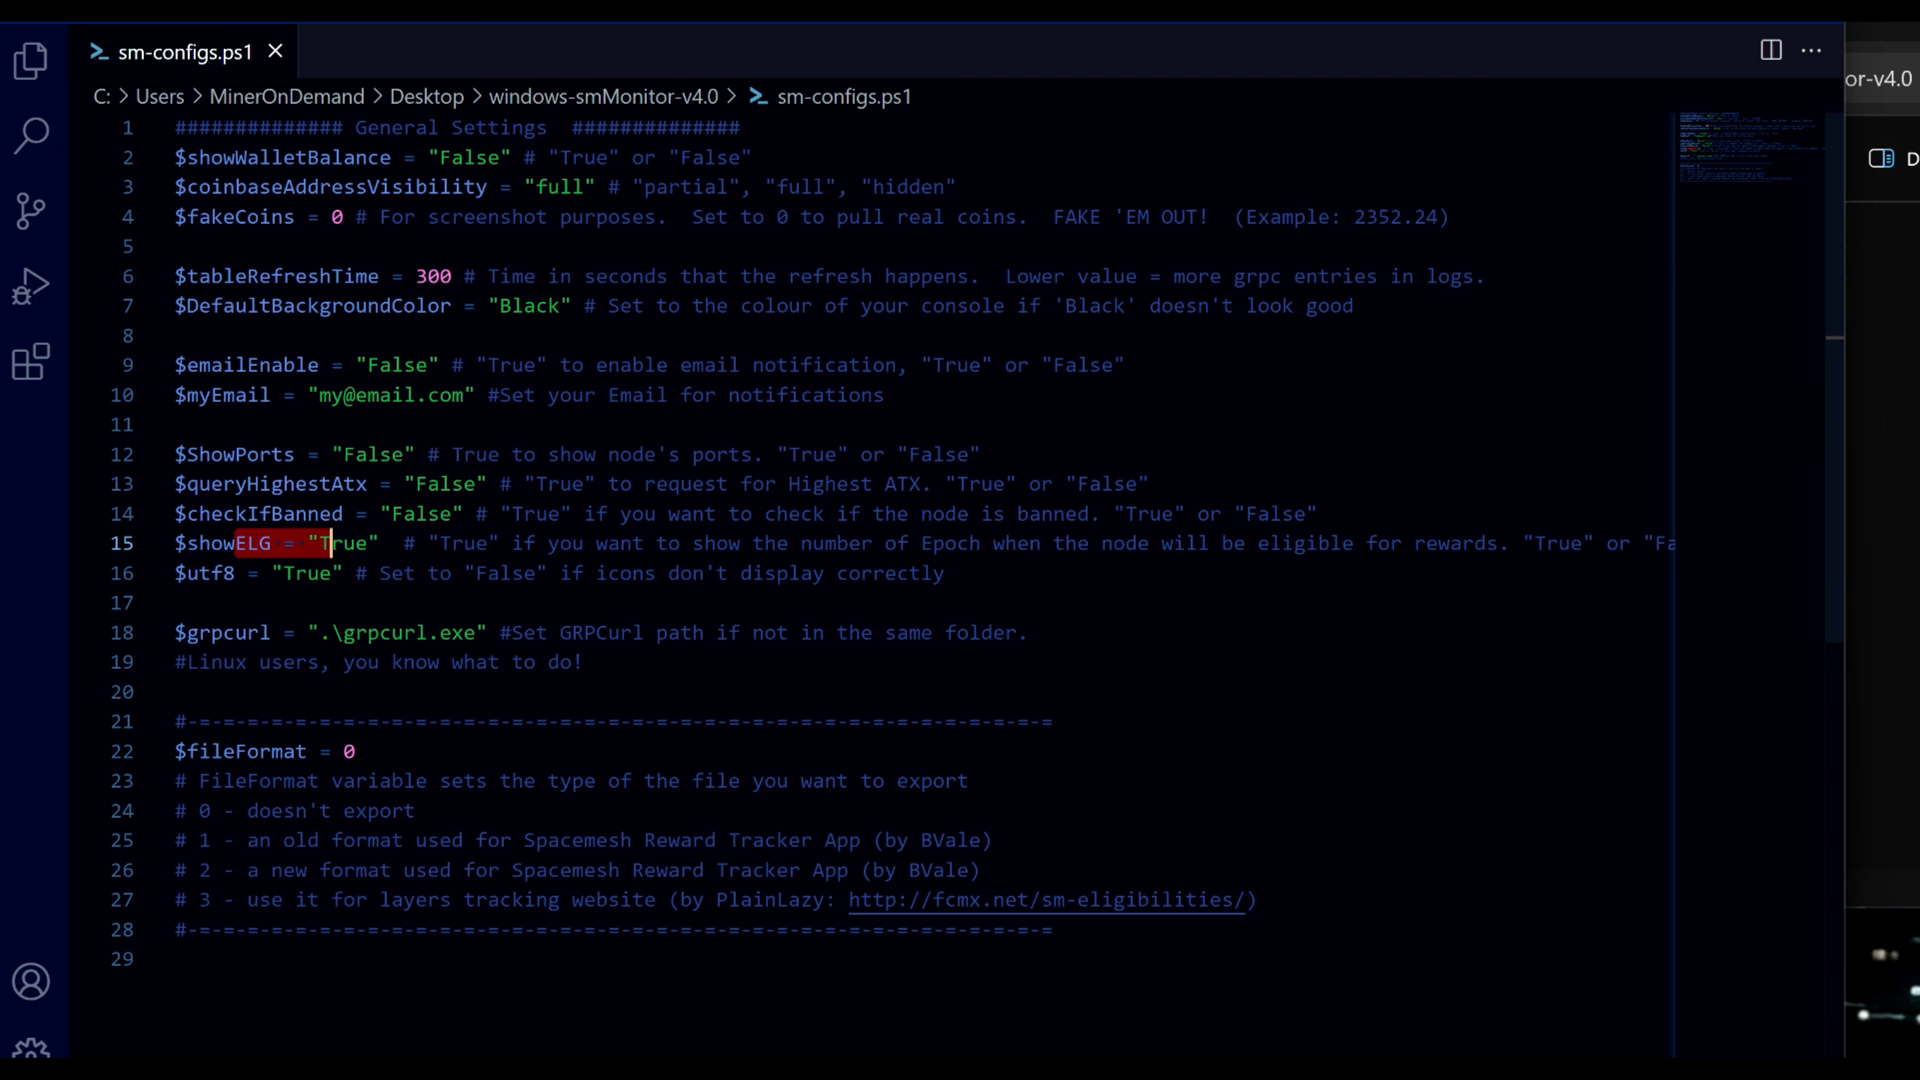 sm-configs.ps1
or-v4.0
C: > Users > MinerOnDemand > Desktop > windows-smMonitor-v4.0 > sm-configs.ps1
D
1 ############## General Settings  ##############
2 $showWalletBalance = "False" # "True" or "False"
3 $coinbaseAddressVisibility = "full" # "partial", "full", "hidden"
4 $fakeCoins = 0 # For screenshot purposes.  Set to 0 to pull real coins.  FAKE 'EM OUT!  (Example: 2352.24)
5
6 $tableRefreshTime = 300 # Time in seconds that the refresh happens.  Lower value = more grpc entries in logs.
7 $DefaultBackgroundColor = "Black" # Set to the colour of your console if 'Black' doesn't look good
8
9 $emailEnable = "False" # "True" to enable email notification, "True" or "False"
10 $myEmail = "my@email.com" #Set your Email for notifications
11
12 $ShowPorts = "False" # True to show node's ports. "True" or "False"
13 $queryHighestAtx = "False" # "True" to request for Highest ATX. "True" or "False"
14 $checkIfBanned = "False" # "True" if you want to check if the node is banned. "True" or "False"
15 $showELG = "True"  # "True" if you want to show the number of Epoch when the node will be eligible for rewards. "True" or "Fa
16 $utf8 = "True" # Set to "False" if icons don't display correctly
17
18 $grpcurl = ".\grpcurl.exe" #Set GRPCurl path if not in the same folder.
19 #Linux users, you know what to do!
20
21 #-=-=-=-=-=-=-=-=-=-=-=-=-=-=-=-=-=-=-=-=-=-=-=-=-=-=-=-=-=-=-=-=-=-=-=-=
22 $fileFormat = 0
23 # FileFormat variable sets the type of the file you want to export
24 # 0 - doesn't export
25 # 1 - an old format used for Spacemesh Reward Tracker App (by BVale)
26 # 2 - a new format used for Spacemesh Reward Tracker App (by BVale)
27 # 3 - use it for layers tracking website (by PlainLazy: http://fcmx.net/sm-eligibilities/)
28 #-=-=-=-=-=-=-=-=-=-=-=-=-=-=-=-=-=-=-=-=-=-=-=-=-=-=-=-=-=-=-=-=-=-=-=-=
29